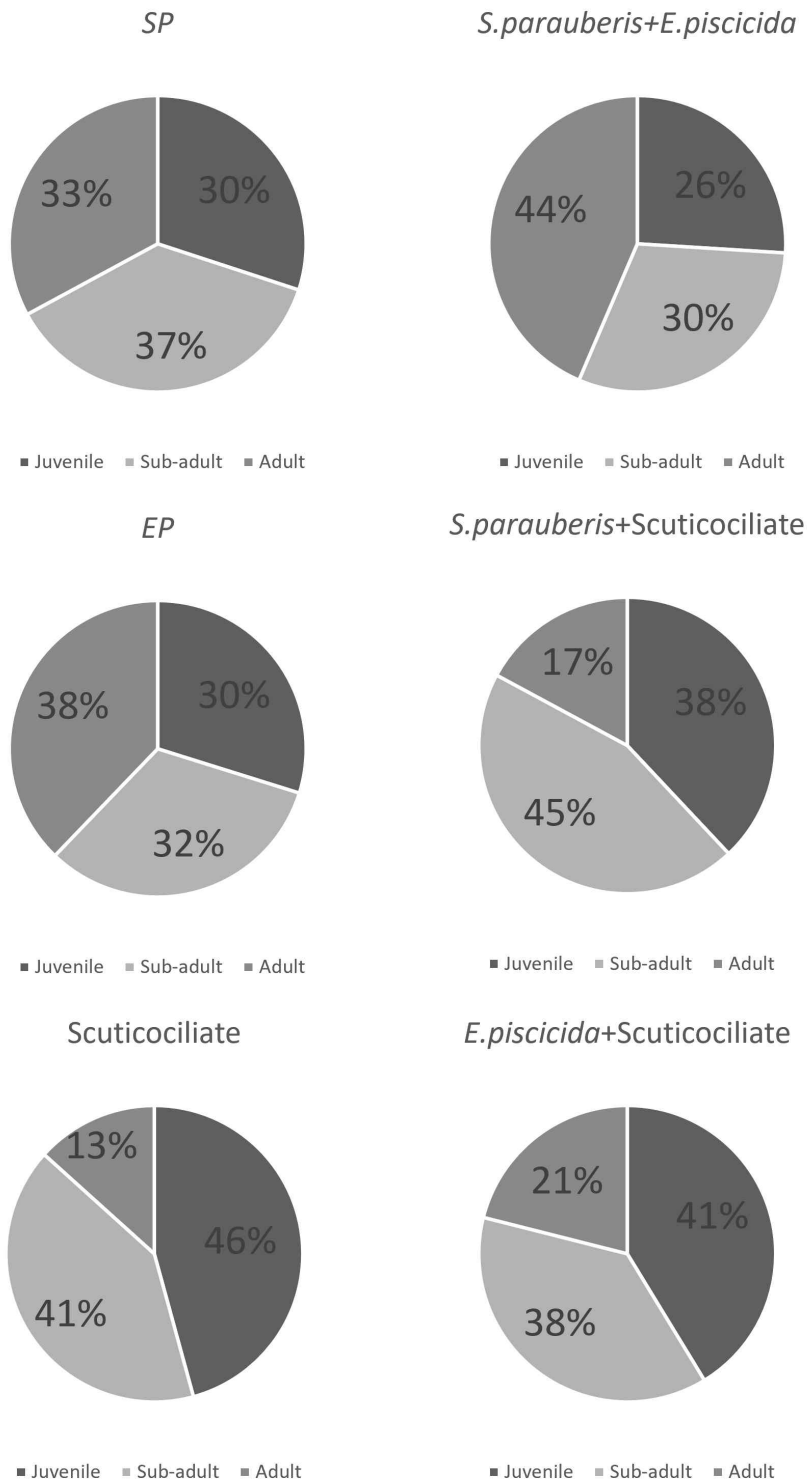 SP
33%
30%
37%
■ Juvenile ■ Sub-adult ■ Adult
S.parauberis+E.piscicida
44%
26%
30%
■ Juvenile ■ Sub-adult ■ Adult
EP
38%
30%
32%
■ Juvenile ■ Sub-adult ■ Adult
S.parauberis+Scuticociliate
17%
38%
45%
■ Juvenile ■ Sub-adult ■ Adult
Scuticociliate
13%
46%
41%
■ Juvenile ■ Sub-adult ■ Adult
E.piscicida+Scuticociliate
21%
41%
38%
■ Juvenile ■ Sub-adult ■ Adult